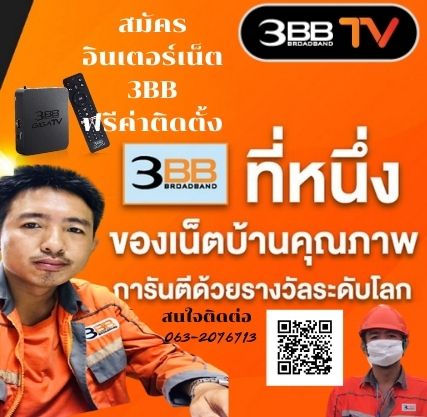 สมัคร
อินเตอร์เน็ต
3BB
ฟรีค่าติดตั้ง
3BB TV
BROADBAND
3BB
GIGATV
3BB
BROADBAND
ที่หนึ่ง
ของเน็ตบ้านคุณภาพ
การันตีด้วยรางวัลระดับโลก
สนใจติดต่อ
063-2076713
3BB